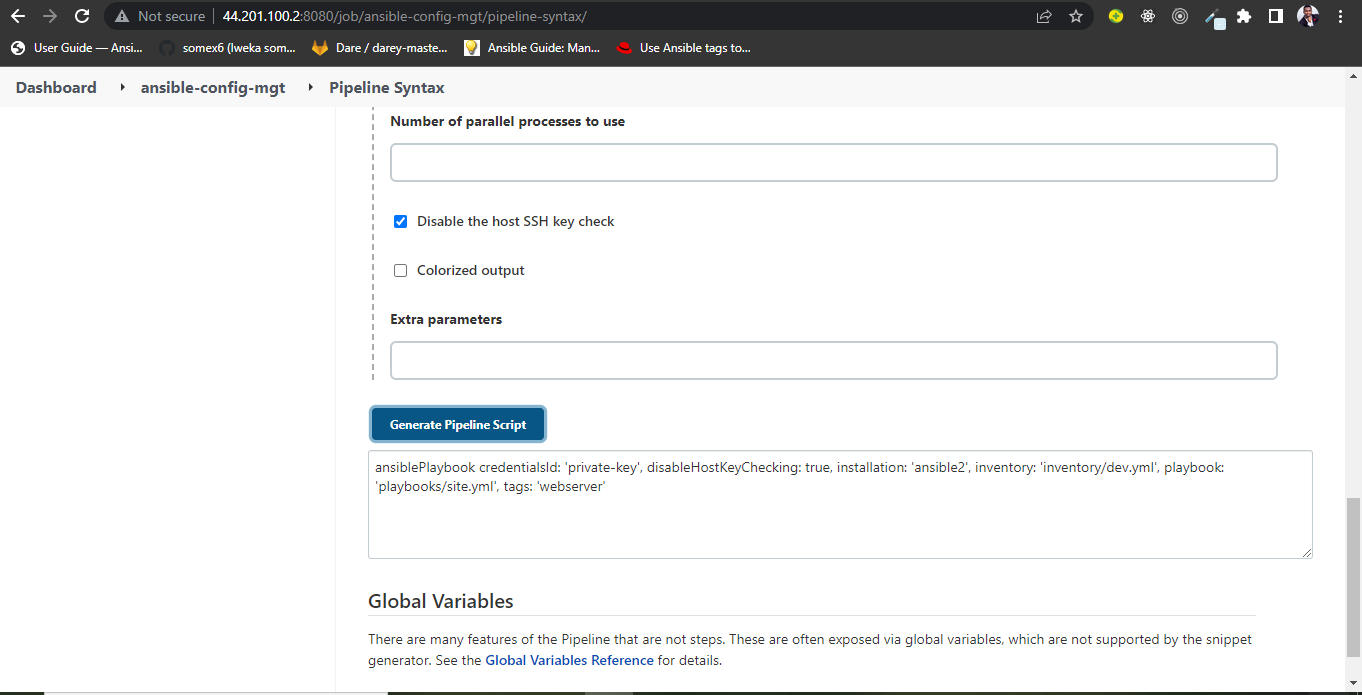 Not secure 44.201.100.2:8080/job/ansible-config-mgt/pipeline-syntax/
User Guide — Ansi... somex6 (Iweka som... Dare / darey-maste... Ansible Guide: Man... Use Ansible tags to...
Dashboard ansible-config-mgt Pipeline Syntax
Number of parallel processes to use
Disable the host SSH key check
Colorized output
Extra parameters
Generate Pipeline Script
ansiblePlaybook credentialsId: 'private-key', disableHostKeyChecking: true, installation: 'ansible2', inventory: 'inventory/dev.yml', playbook:
'playbooks/site.yml', tags: 'webserver'
Global Variables
There are many features of the Pipeline that are not steps. These are often exposed via global variables, which are not supported by the snippet
generator. See the Global Variables Reference for details.